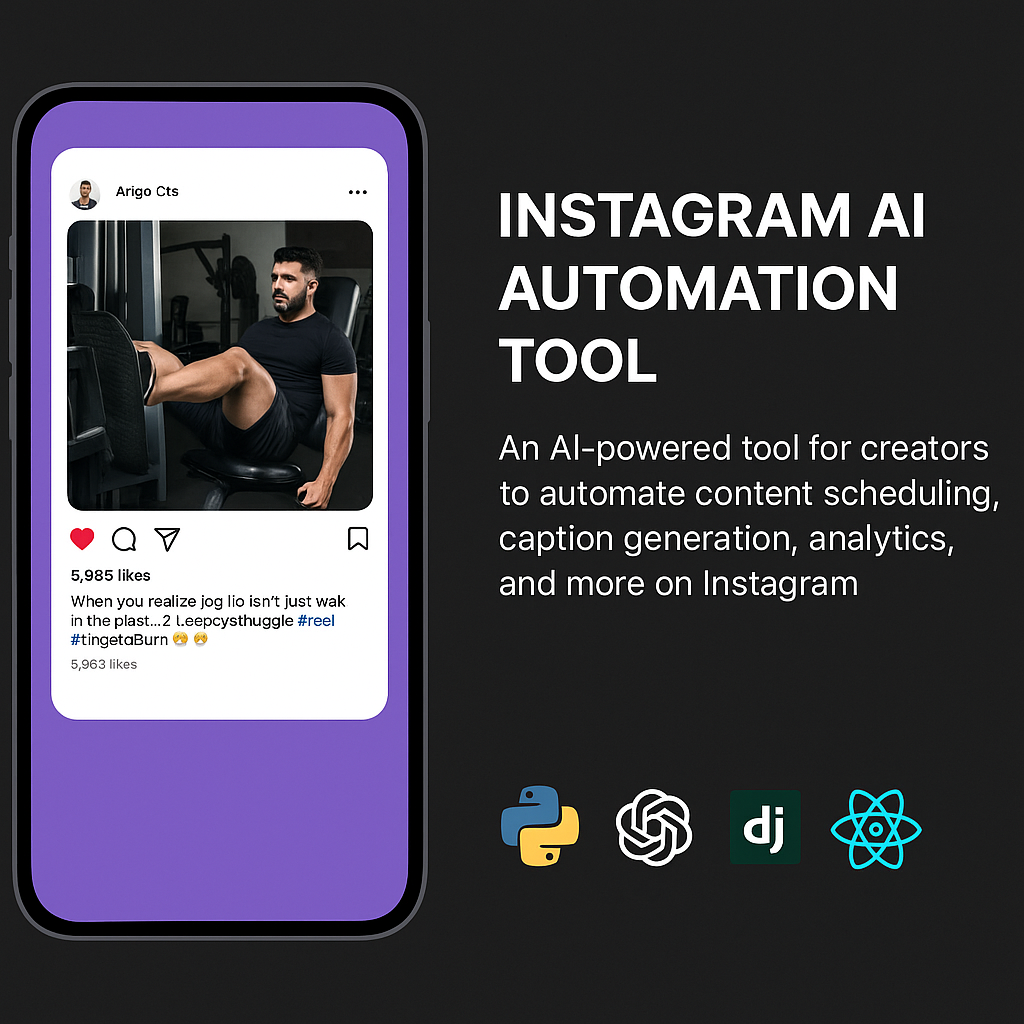 Arigo Cts
5,985 likes
When you realize jog lio isn't just wak
in the plast...2 Leepcysthuggle #reel
#tingetaBurn
5,963 likes
INSTAGRAM AI
AUTOMATION
TOOL
An AI-powered tool for creators
to automate content scheduling,
caption generation, analytics,
and more on Instagram
dj